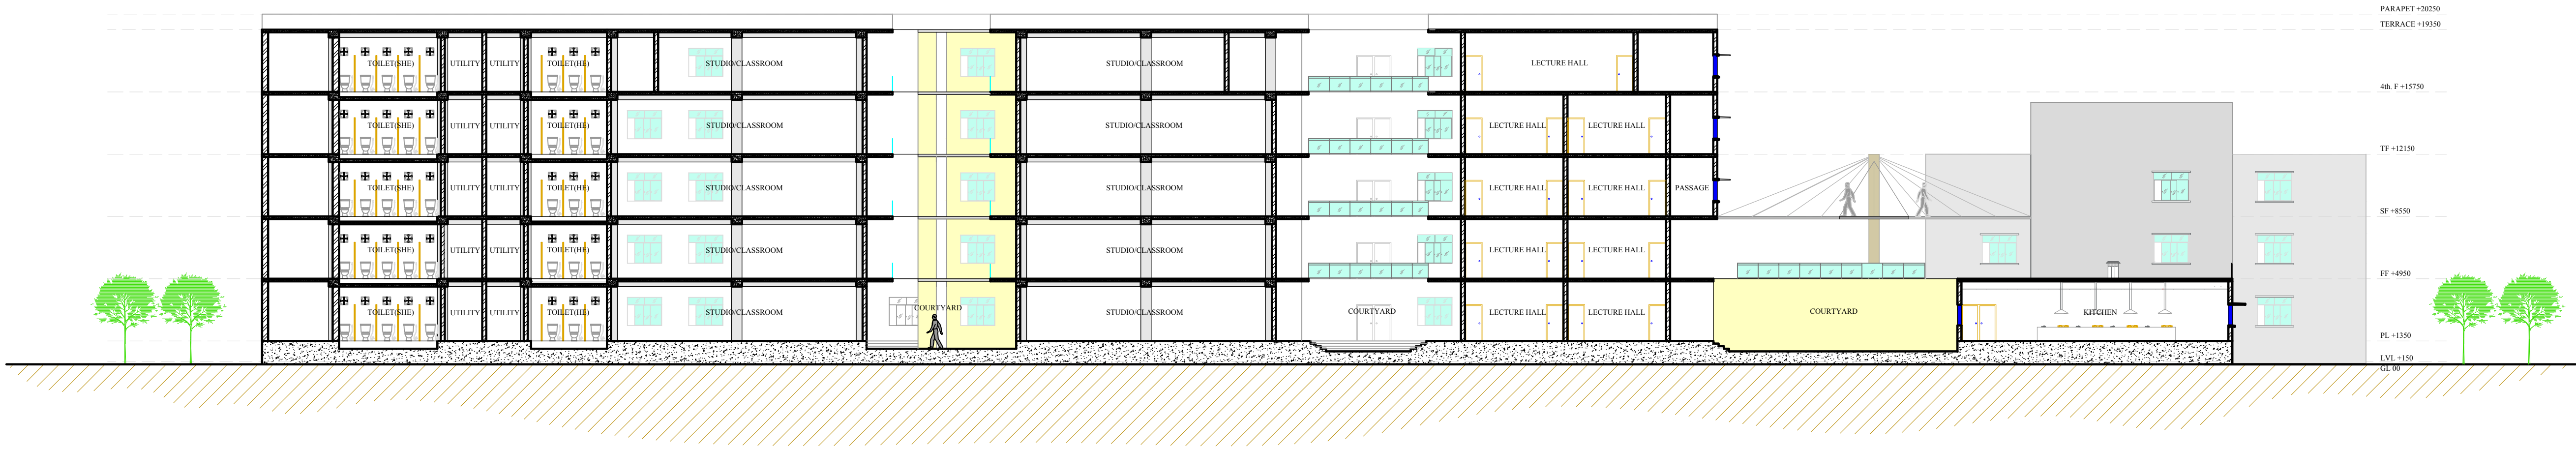 PARAPET +20250
TERRACE +19350
TOILET(SHE) UTILITY UTILITY TOILET(HE) STUDIO/CLASSROOM STUDIO/CLASSROOM LECTURE HALL
4th. F +15750
TOILET(SHE) UTILITY UTILITY TOILET(HE) STUDIO/CLASSROOM STUDIO/CLASSROOM LECTURE HALL LECTURE HALL
TF +12150
TOILET(SHE) UTILITY UTILITY TOILET(HE) STUDIO/CLASSROOM STUDIO/CLASSROOM LECTURE HALL LECTURE HALL PASSAGE
SF +8550
TOILET(SHE) UTILITY UTILITY TOILET(HE) STUDIO/CLASSROOM STUDIO/CLASSROOM LECTURE HALL LECTURE HALL
FF +4950
TOILET(SHE) UTILITY UTILITY TOILET(HE) STUDIO/CLASSROOM COURTYARD STUDIO/CLASSROOM COURTYARD LECTURE HALL LECTURE HALL COURTYARD KITCHEN
PL +1350
LVL +150
GL 00